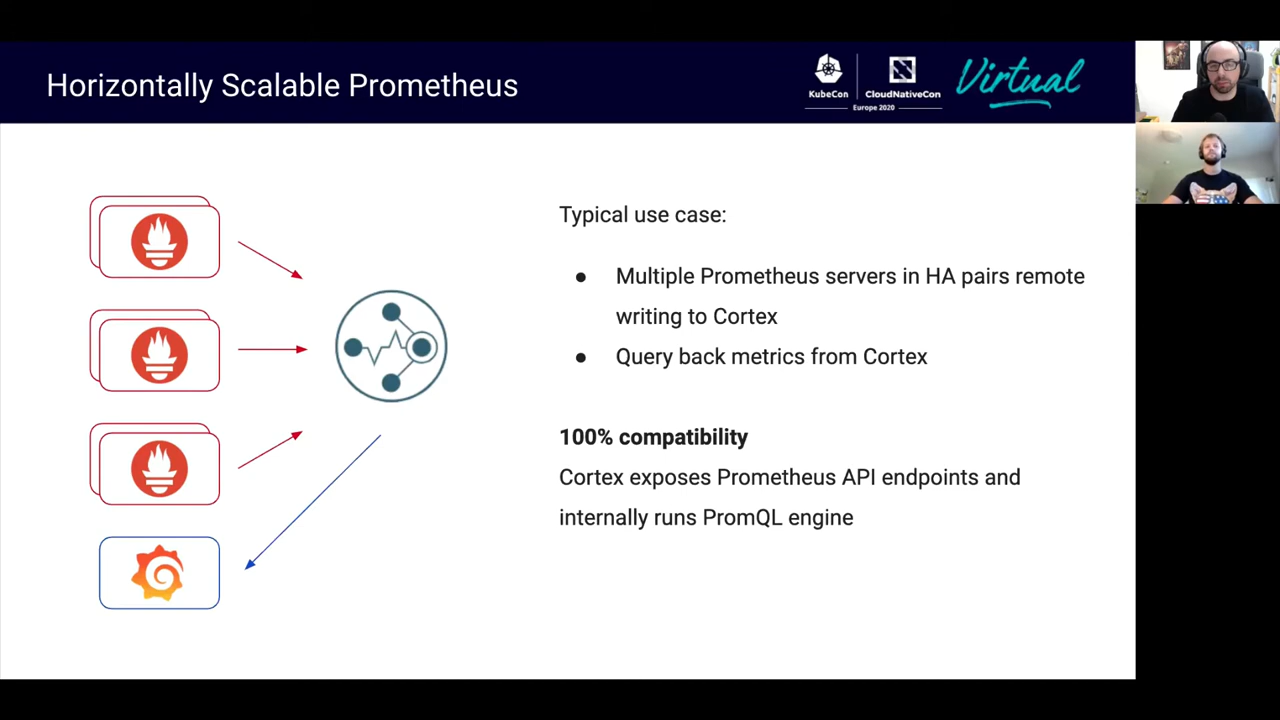 Horizontally Scalable Prometheus
KubeCon
CloudNativeCon
Europe 2020
Virtual
Typical use case:
● Multiple Prometheus servers in HA pairs remote
writing to Cortex
● Query back metrics from Cortex
100% compatibility
Cortex exposes Prometheus API endpoints and
internally runs PromQL engine